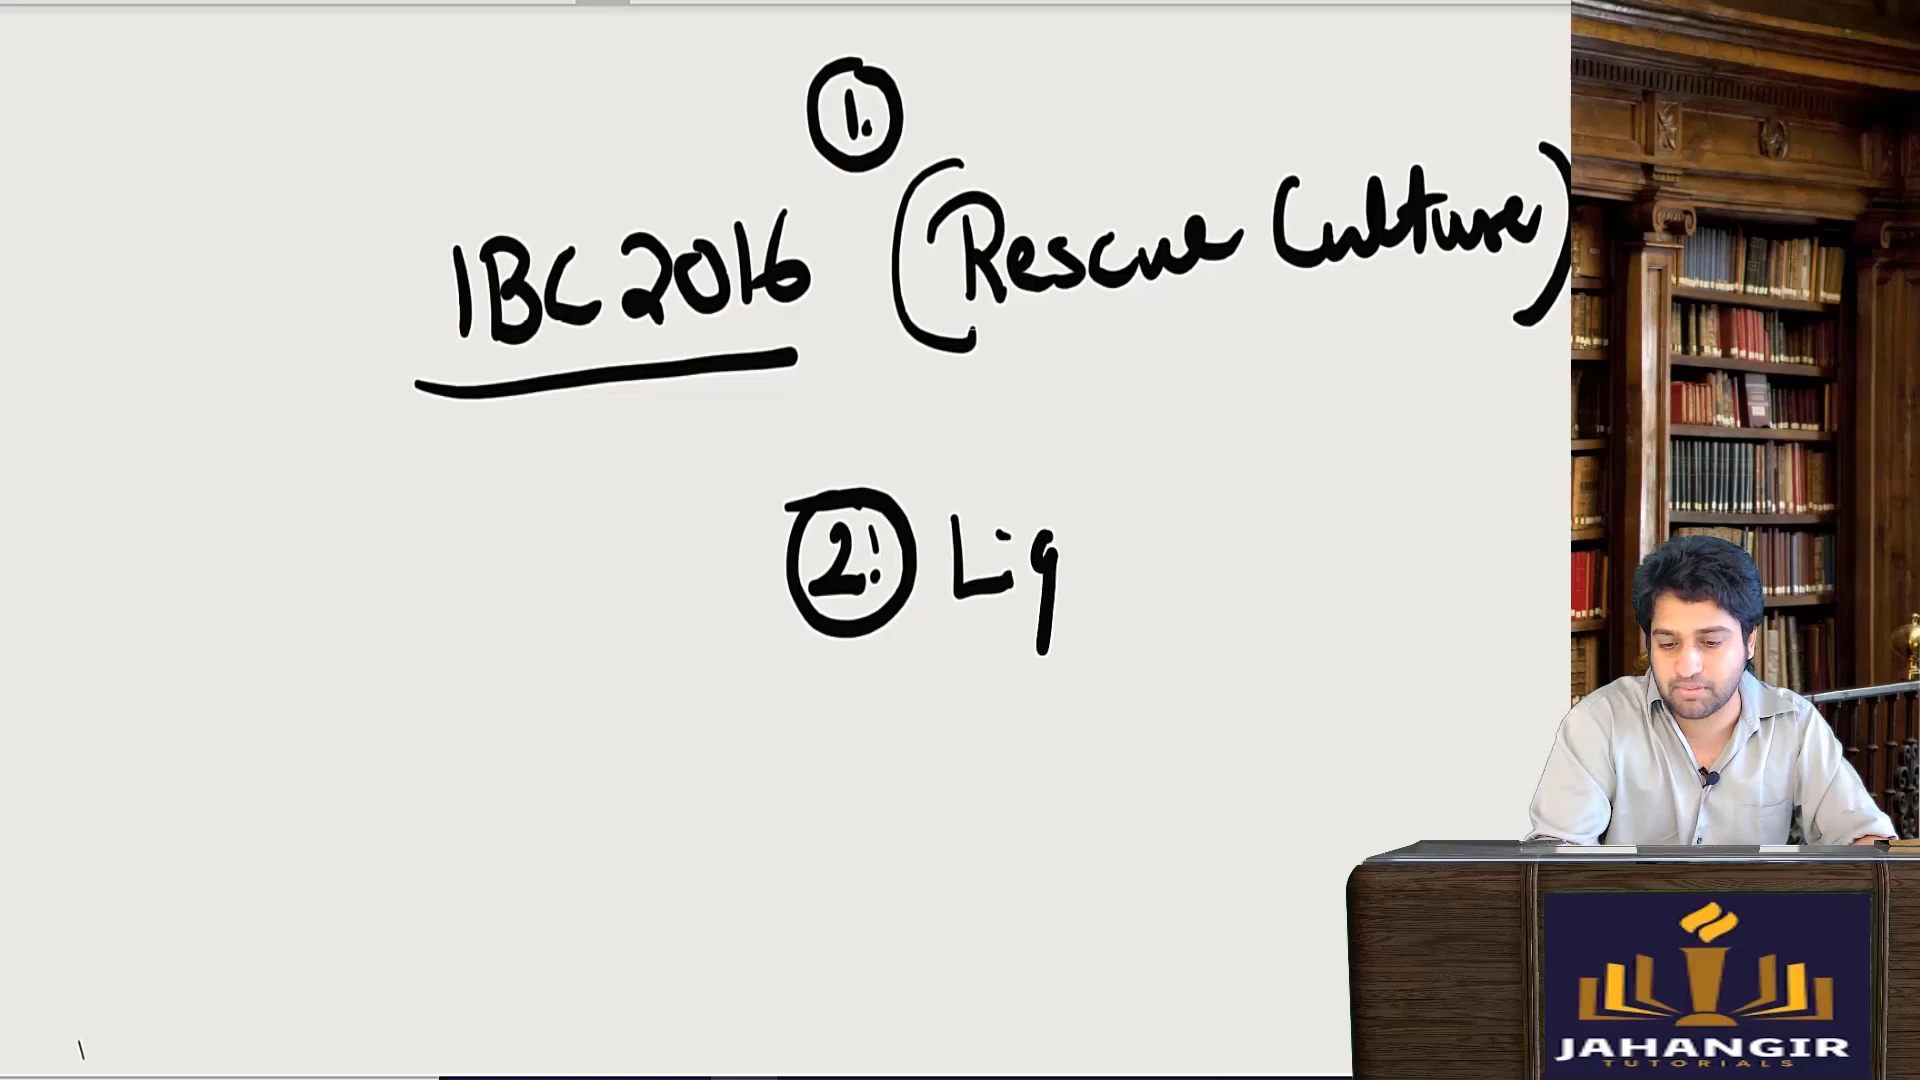 1.
IBC 2016 (Rescue Culture)
2! Liq
JAHANGIR
TUTORIALS